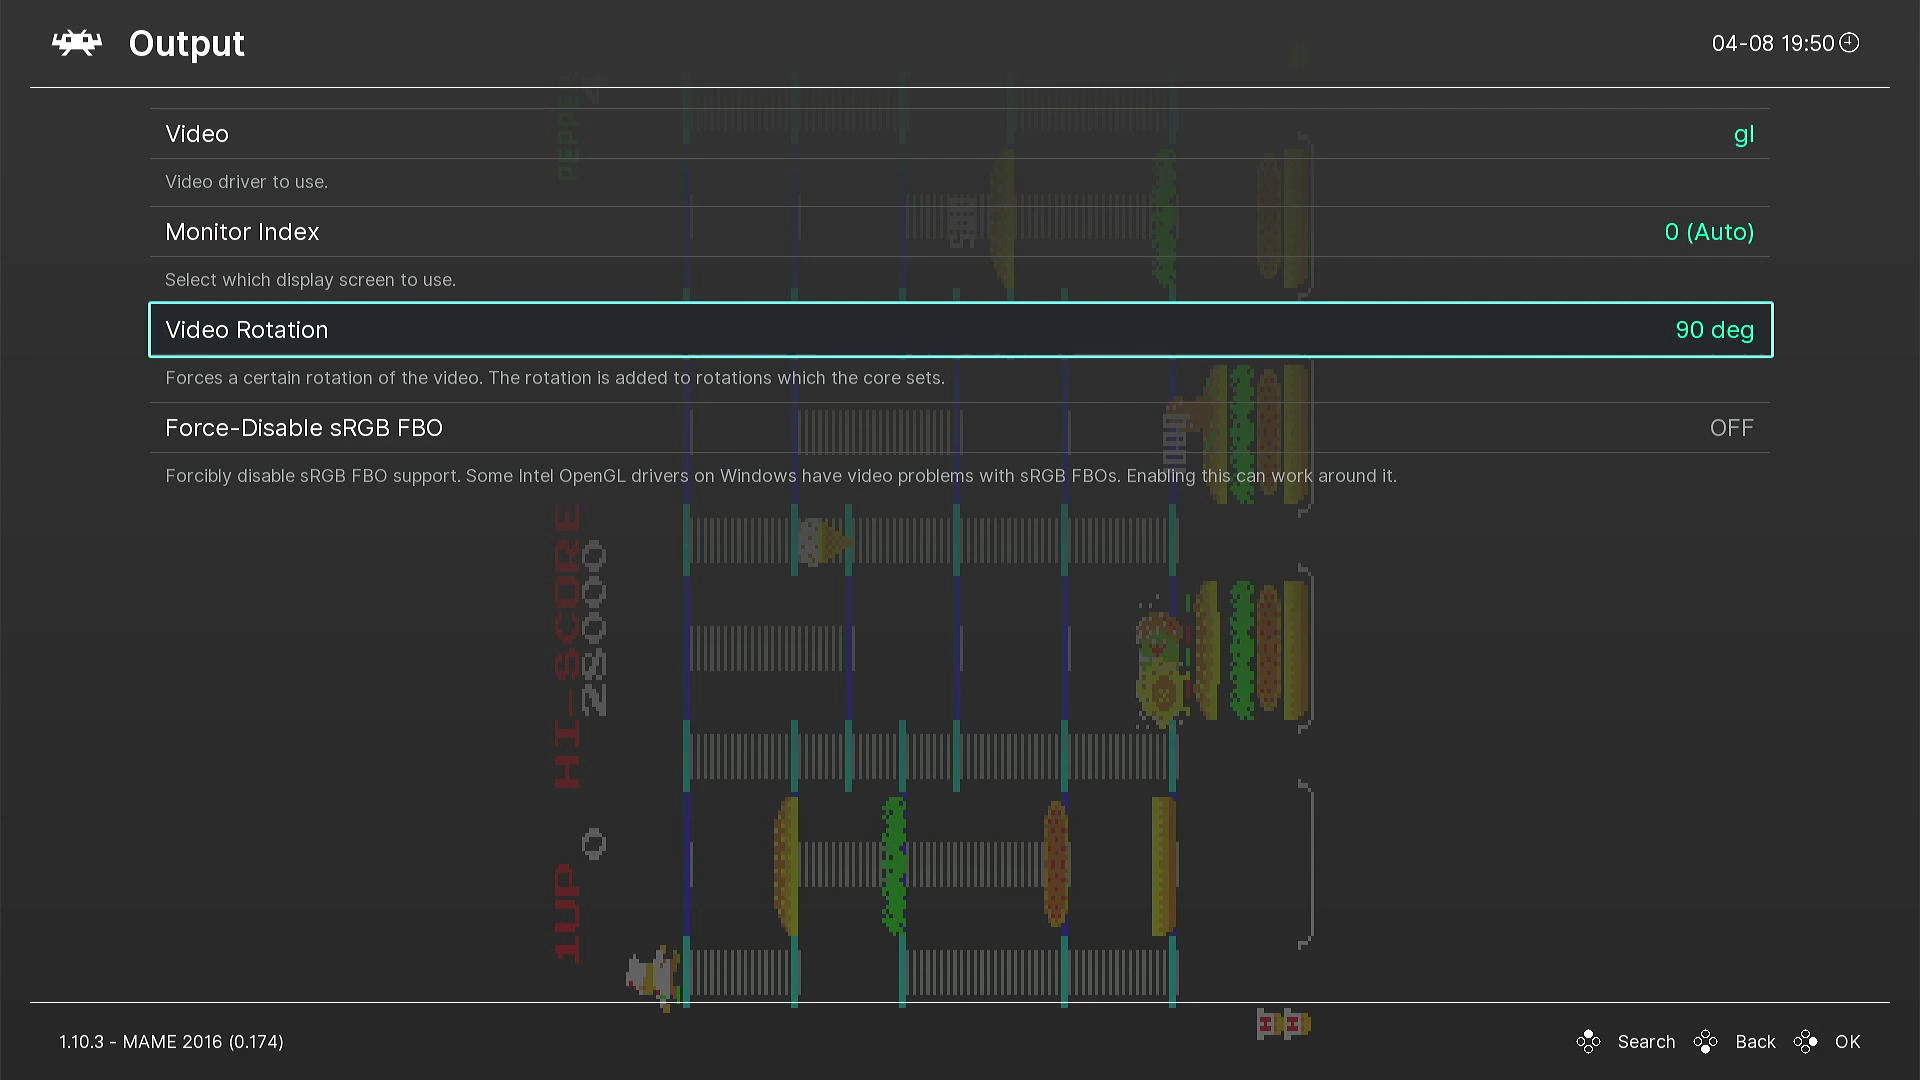 Output
04-08 19:50
Video gl
Video driver to use.
Monitor Index 0 (Auto)
Select which display screen to use.
Video Rotation 90 deg
Forces a certain rotation of the video. The rotation is added to rotations which the core sets.
Force-Disable sRGB FBO OFF
Forcibly disable sRGB FBO support. Some Intel OpenGL drivers on Windows have video problems with sRGB FBOs. Enabling this can work around it.
1UP HI-SCORE
0 28000
1.10.3 - MAME 2016 (0.174)
Search Back OK